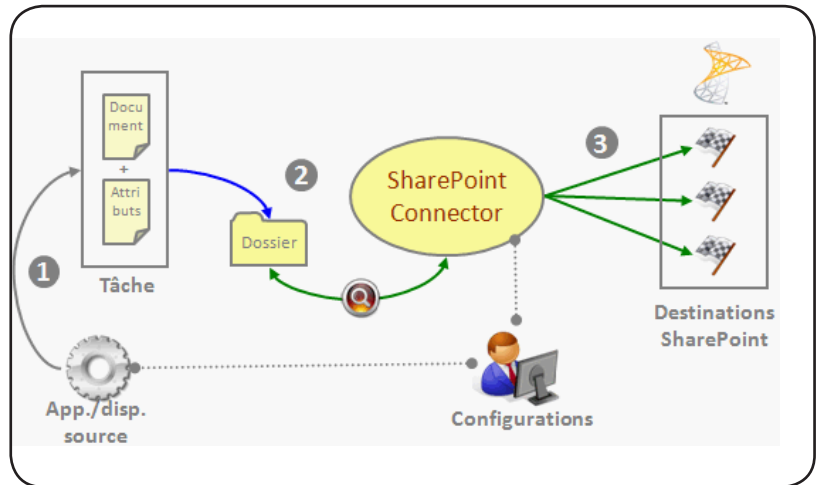 1
Docu
ment
+
Attri
buts
Tâche
2
Dossier
SharePoint
Connector
3
Destinations
SharePoint
App./disp.
source
Configurations